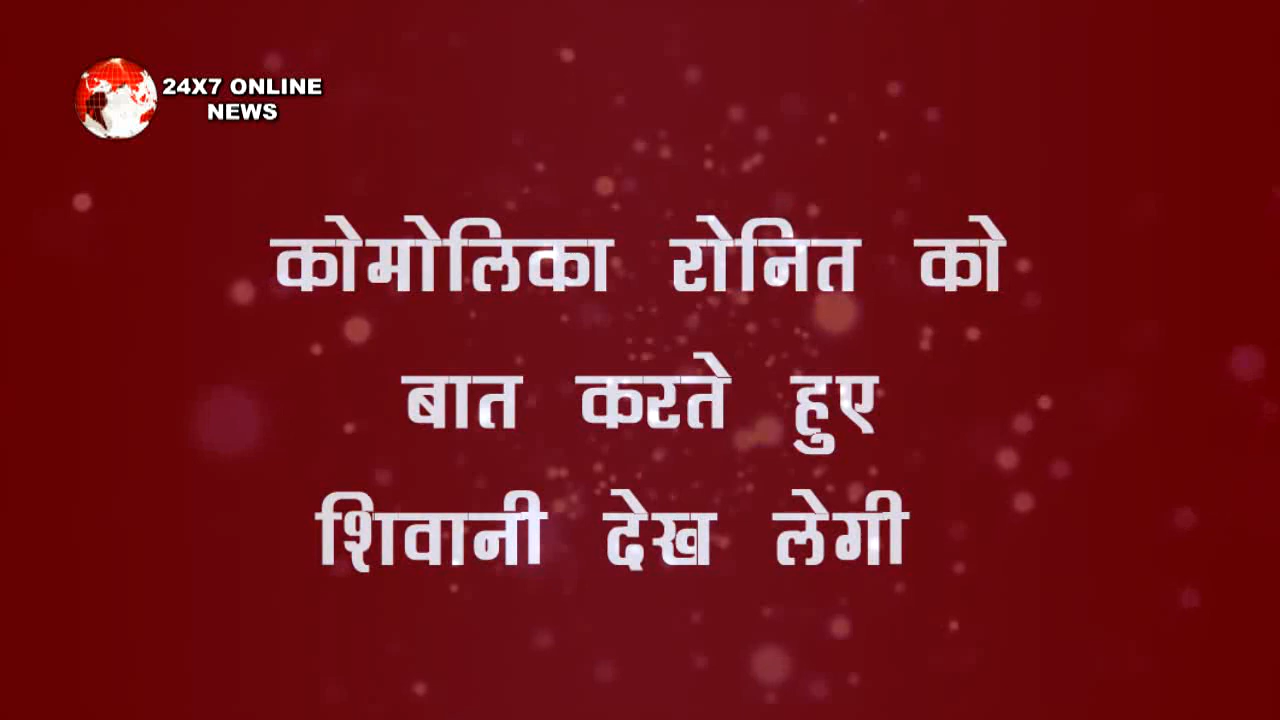 24X7 ONLINE
NEWS
कोमोलिका रोनित को
बात करते हुए
शिवानी देख लेगी